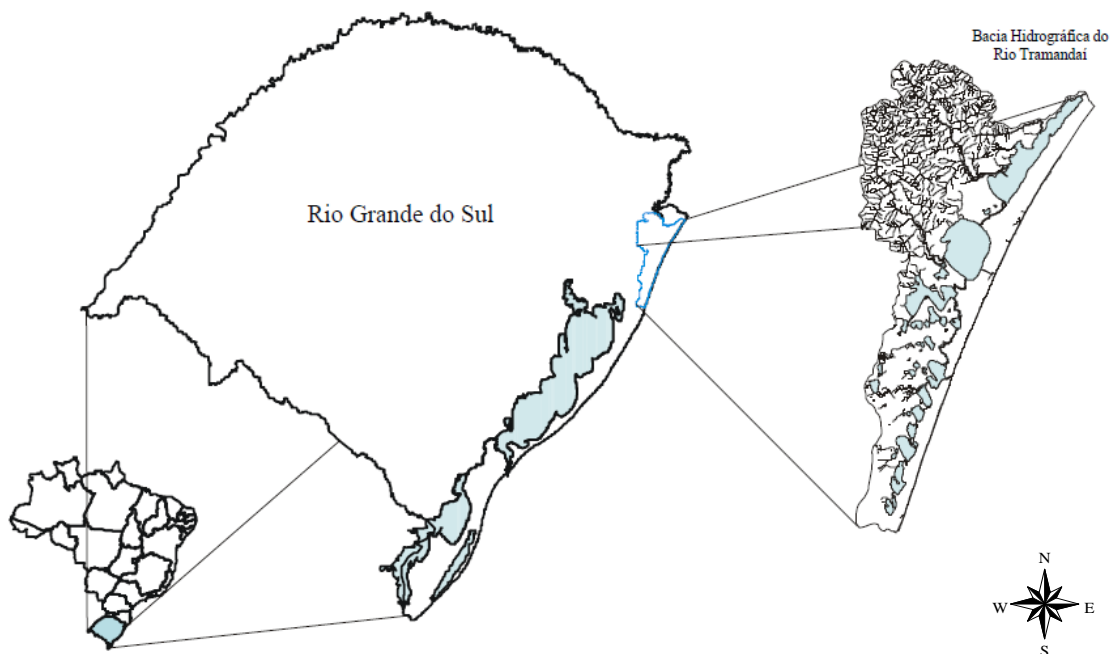 Bacia Hidrográfica do
Rio Tramandaí
Rio Grande do Sul
N
W E
S